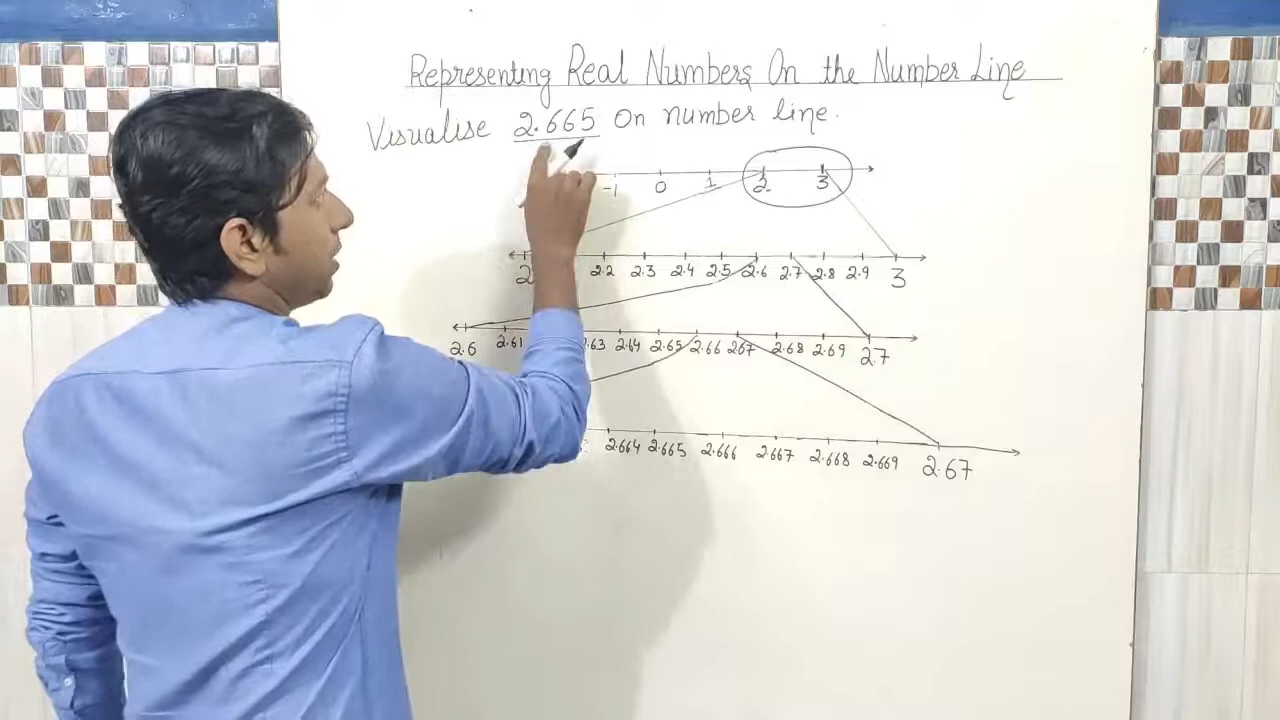 Representing Real Numbers On the Number Line
Visualise 2.665 On number line.
-1 0 1 2 3
2 2.2 2.3 2.4 2.5 2.6 2.7 2.8 2.9 3
2.6 2.61 .63 2.64 2.65 2.66 2.67 2.68 2.69 2.7
2.664 2.665 2.666 2.667 2.668 2.669 2.67